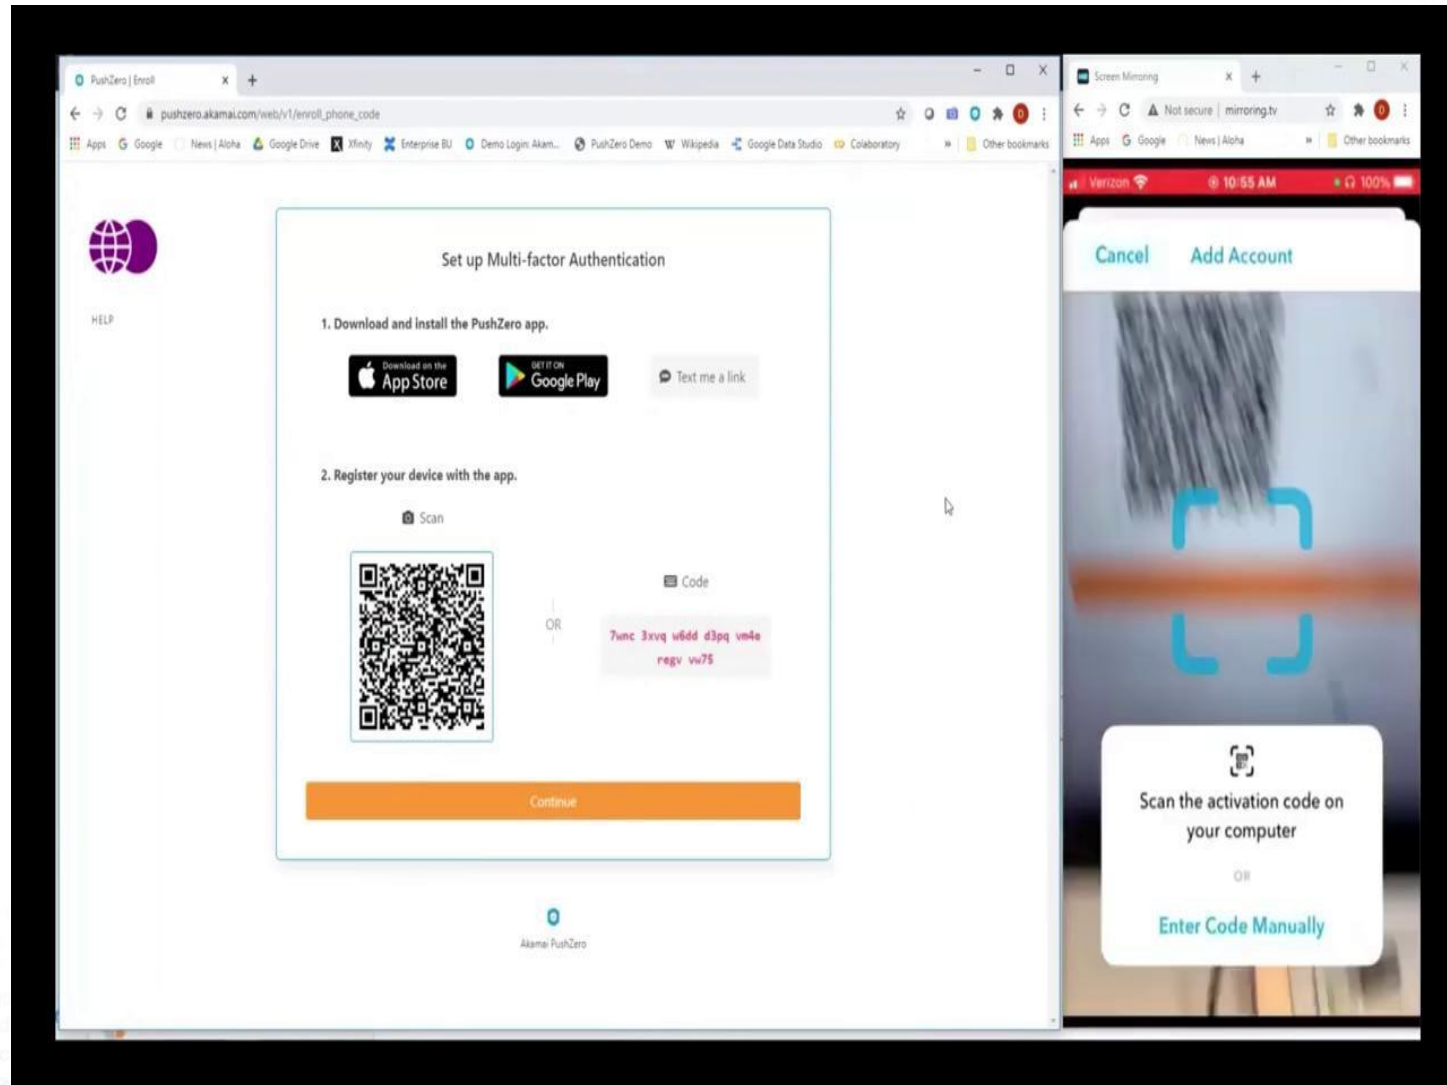 PushZero | Enroll
pushzero.akamai.com/web/v1/enroll_phone_code
Apps Google News | Aloha Google Drive Xfinity Enterprise BU Demo Login: Akam... PushZero Demo Wikipedia Google Data Studio Colaboratory » Other bookmarks
HELP
Set up Multi-factor Authentication
1. Download and install the PushZero app.
Download on the
App Store
GET IT ON
Google Play
Text me a link
2. Register your device with the app.
Scan
OR
Code
7wnc 3xvq w6dd d3pq vm4e
regv vw75
Continue
Akamai PushZero
Screen Mirroring
Not secure | mirroring.tv
Apps Google News | Aloha » Other bookmarks
Verizon 10:55 AM 100%
Cancel Add Account
Scan the activation code on
your computer
OR
Enter Code Manually